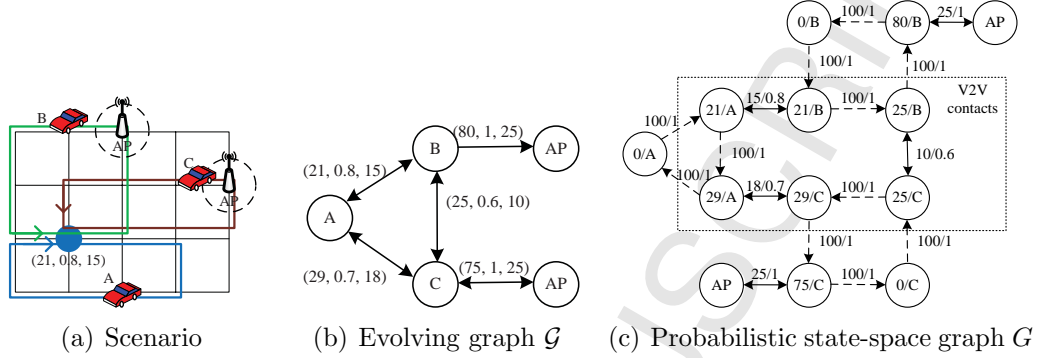 B
AP
C
AP
(21, 0.8, 15)
A
(a) Scenario
B
(80, 1, 25)
AP
(21, 0.8, 15)
A
(25, 0.6, 10)
(29, 0.7, 18)
C
(75, 1, 25)
AP
(b) Evolving graph G
0/B
100/1
80/B
25/1
AP
100/1
100/1
V2V
contacts
21/A
15/0.8
21/B
100/1
25/B
100/1
0/A
100/1
10/0.6
100/1
29/A
18/0.7
29/C
100/1
25/C
100/1
100/1
AP
25/1
75/C
100/1
0/C
(c) Probabilistic state-space graph G
SCRI